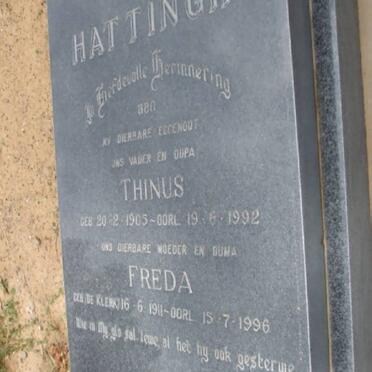 HATTINGH
In Liefdevolle Herinnering
aan
MY DIERBARE EGGENOOT
ONS VADER EN OUPA
THINUS
GEB 20-2-1905~OORL 19-6-1992
ONS DIERBARE MOEDER EN OUMA
FREDA
GEB (DE KLERK) 16-6-1911~OORL 15-7-1996
Wie in My glo sal lewe, al het hy ook gesterwe